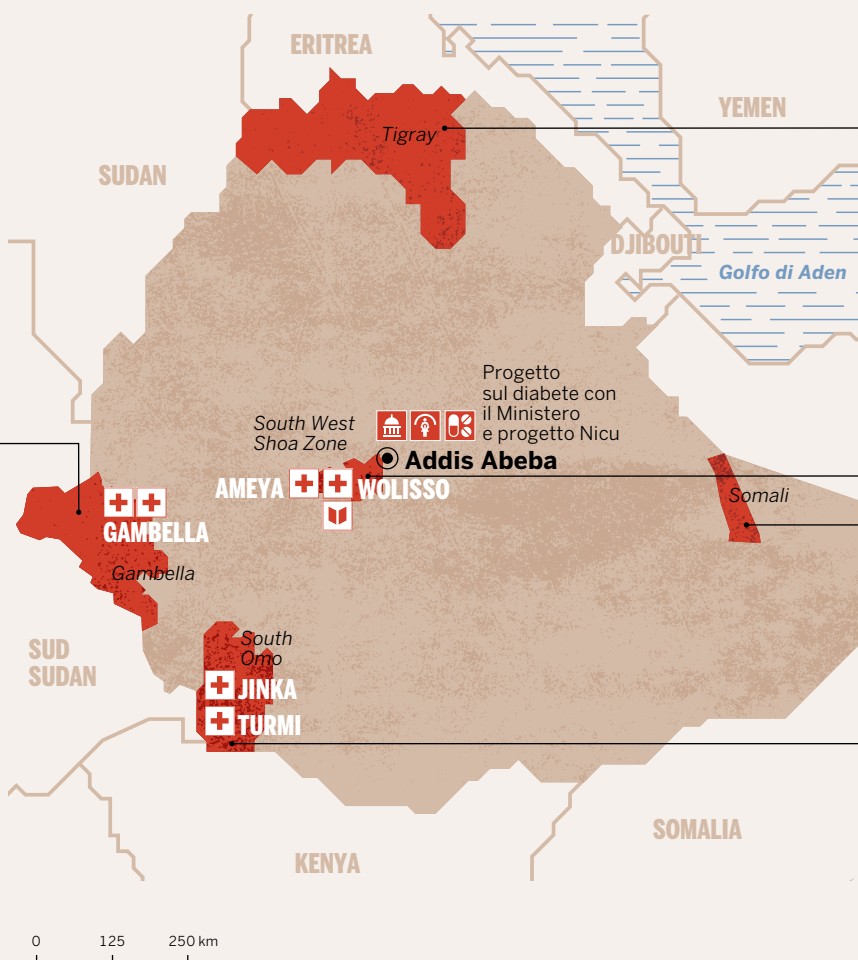 ERITREA
YEMEN
Tigray
SUDAN
DJIBOUTI
Golfo di Aden
Progetto
sul diabete con
il Ministero
e progetto Nicu
South West
Shoa Zone
Addis Abeba
AMEYA
WOLISSO
Somali
GAMBELLA
Gambella
South
Omo
SUD
SUDAN
JINKA
TURMI
SOMALIA
KENYA
0 125 250 km